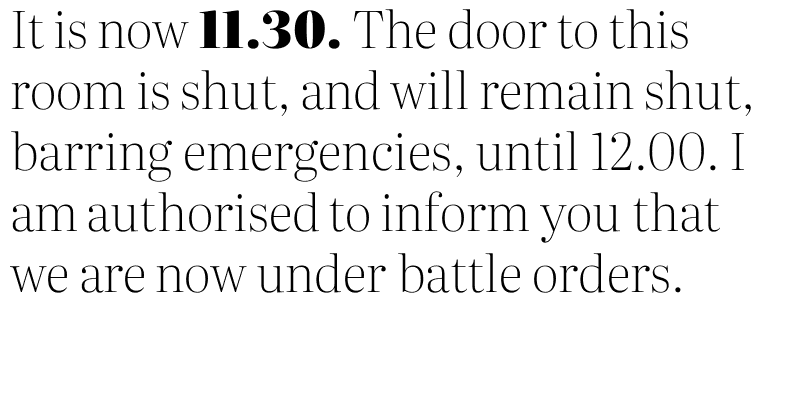 It is now 11.30. The door to this
room is shut, and will remain shut,
barring emergencies, until 12.00. I
am authorised to inform you that
we are now under battle orders.